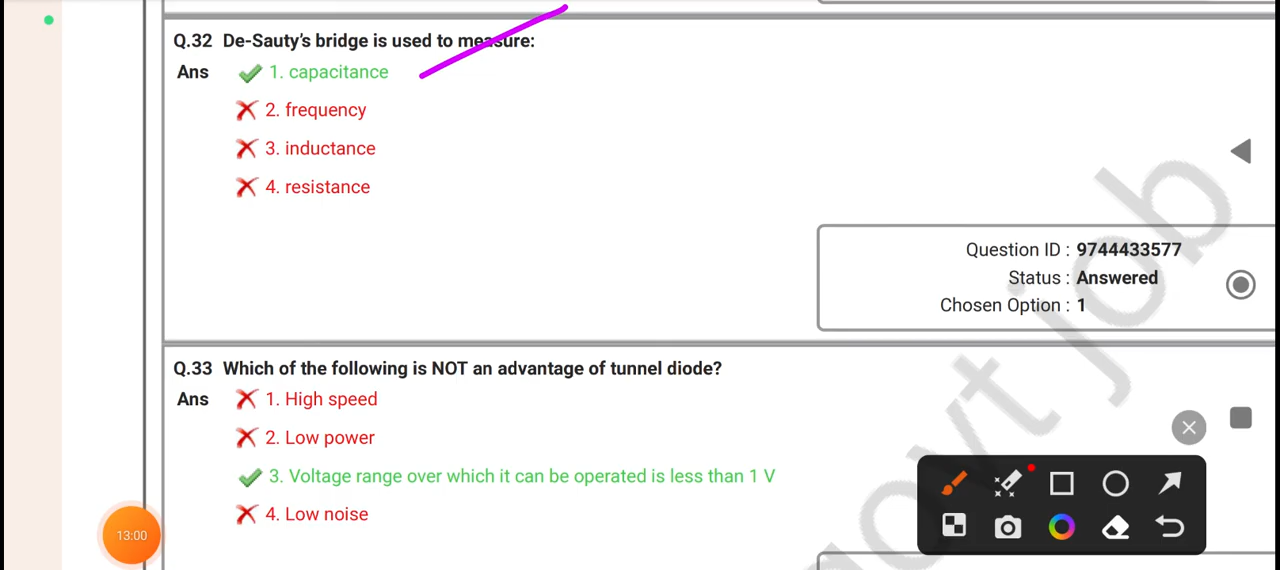 Q.32 De-Sauty's bridge is used to measure:
Ans 1. capacitance
2. frequency
3. inductance
4. resistance
Question ID : 9744433577
Status : Answered
Chosen Option : 1
Q.33 Which of the following is NOT an advantage of tunnel diode?
Ans 1. High speed
2. Low power
3. Voltage range over which it can be operated is less than 1 V
4. Low noise
13:00
govt job